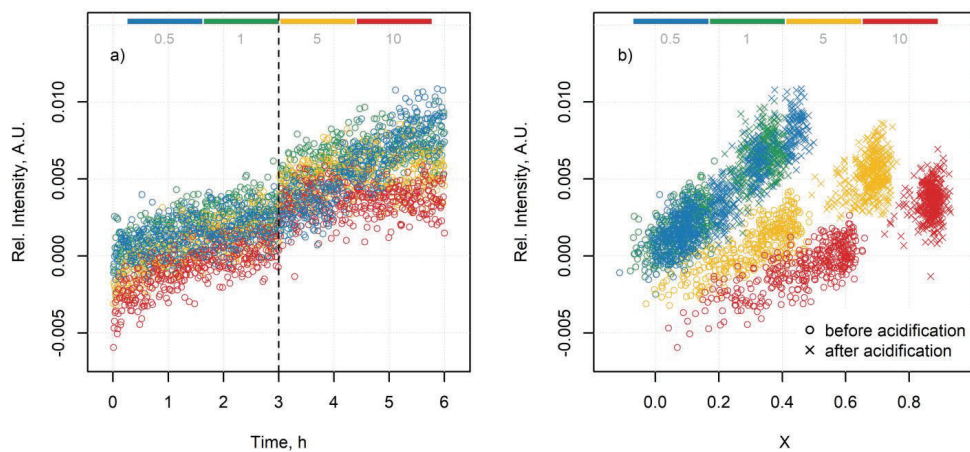 0.5 1 5 10
a)
Rel. Intensity, A.U.
0.010
0.005
0.000
-0.005
0 1 2 3 4 5 6
Time, h
0.5 1 5 10
b)
Rel. Intensity, A.U.
0.010
0.005
0.000
-0.005
before acidification
after acidification
0.0 0.2 0.4 0.6 0.8
X